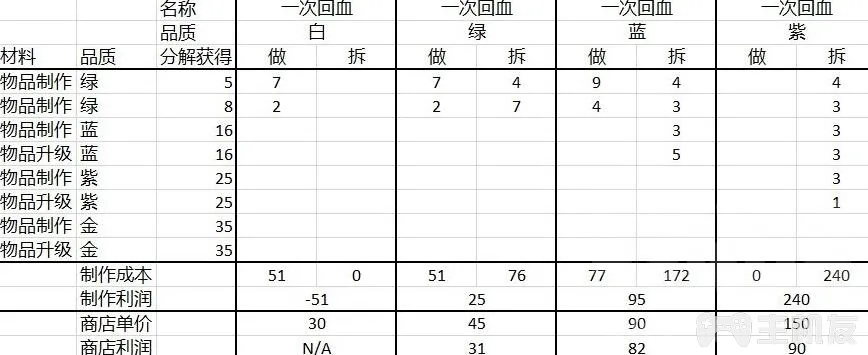 名称 一次回血 一次回血 一次回血 一次回血
品质 白 绿 蓝 紫
材料 品质 分解获得 做 拆 做 拆 做 拆 做 拆
物品制作 绿 5 7 7 4 9 4 4
物品制作 绿 8 2 2 7 4 3 3
物品制作 蓝 16 3 3
物品升级 蓝 16 5 3
物品制作 紫 25 3
物品升级 紫 25 1
物品制作 金 35
物品升级 金 35
制作成本 51 0 51 76 77 172 0 240
制作利润 -51 25 95 240
商店单价 30 45 90 150
商店利润 N/A 31 82 90
主机友